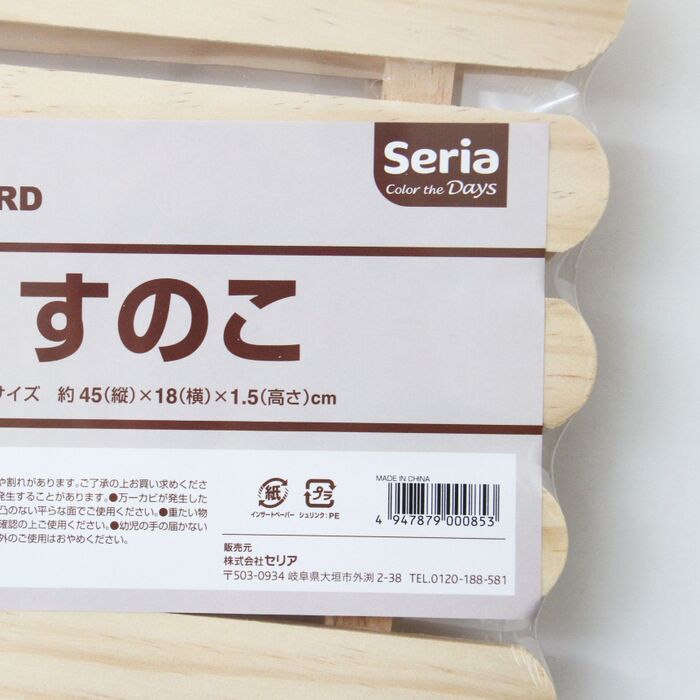 Seria
Color the Days
RD
すのこ
サイズ 約45(縦)×18(横)×1.5(高さ)cm
や割れがあります。ご了承の上お買い求めくださ
発生することがあります。●万一カビが発生した
凸のない平らな面でご使用ください。●重たい物
確認の上ご使用ください。●幼児の手の届かない
外のご使用はおやめください。
紙
インサートペーパー
プラ
シュリンク:PE
MADE IN CHINA
4 947879 000853
販売元
株式会社セリア
〒503-0934 岐阜県大垣市外渕 2-38 TEL.0120-188-581